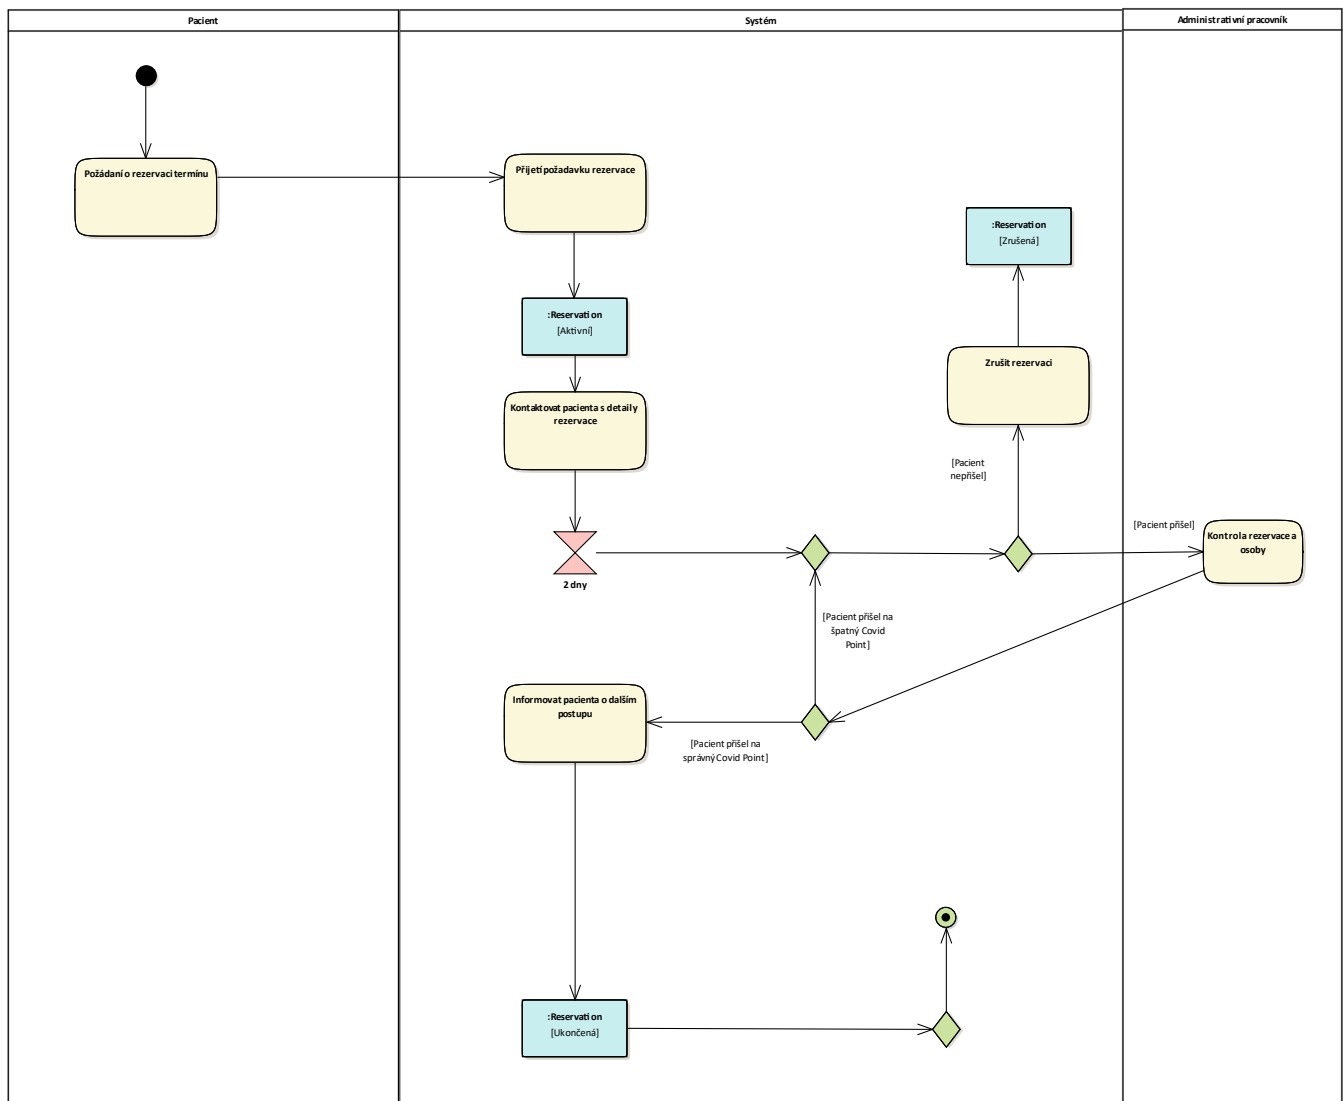 Pacient
Systém
Administrativní pracovník
Požádaní o rezervaci termínu
Přijetí požadavku rezervace
:Reservation
[Zrušená]
:Reservation
[Aktivní]
Zrušit rezervaci
Kontaktovat pacienta s detaily
rezervace
[Pacient
nepřišel]
[Pacient přišel]
Kontrola rezervace a
osoby
2 dny
[Pacient přišel na
špatný Covid
Point]
Informovat pacienta o dalším
postupu
[Pacient přišel na
správný Covid Point]
:Reservation
[Ukončená]